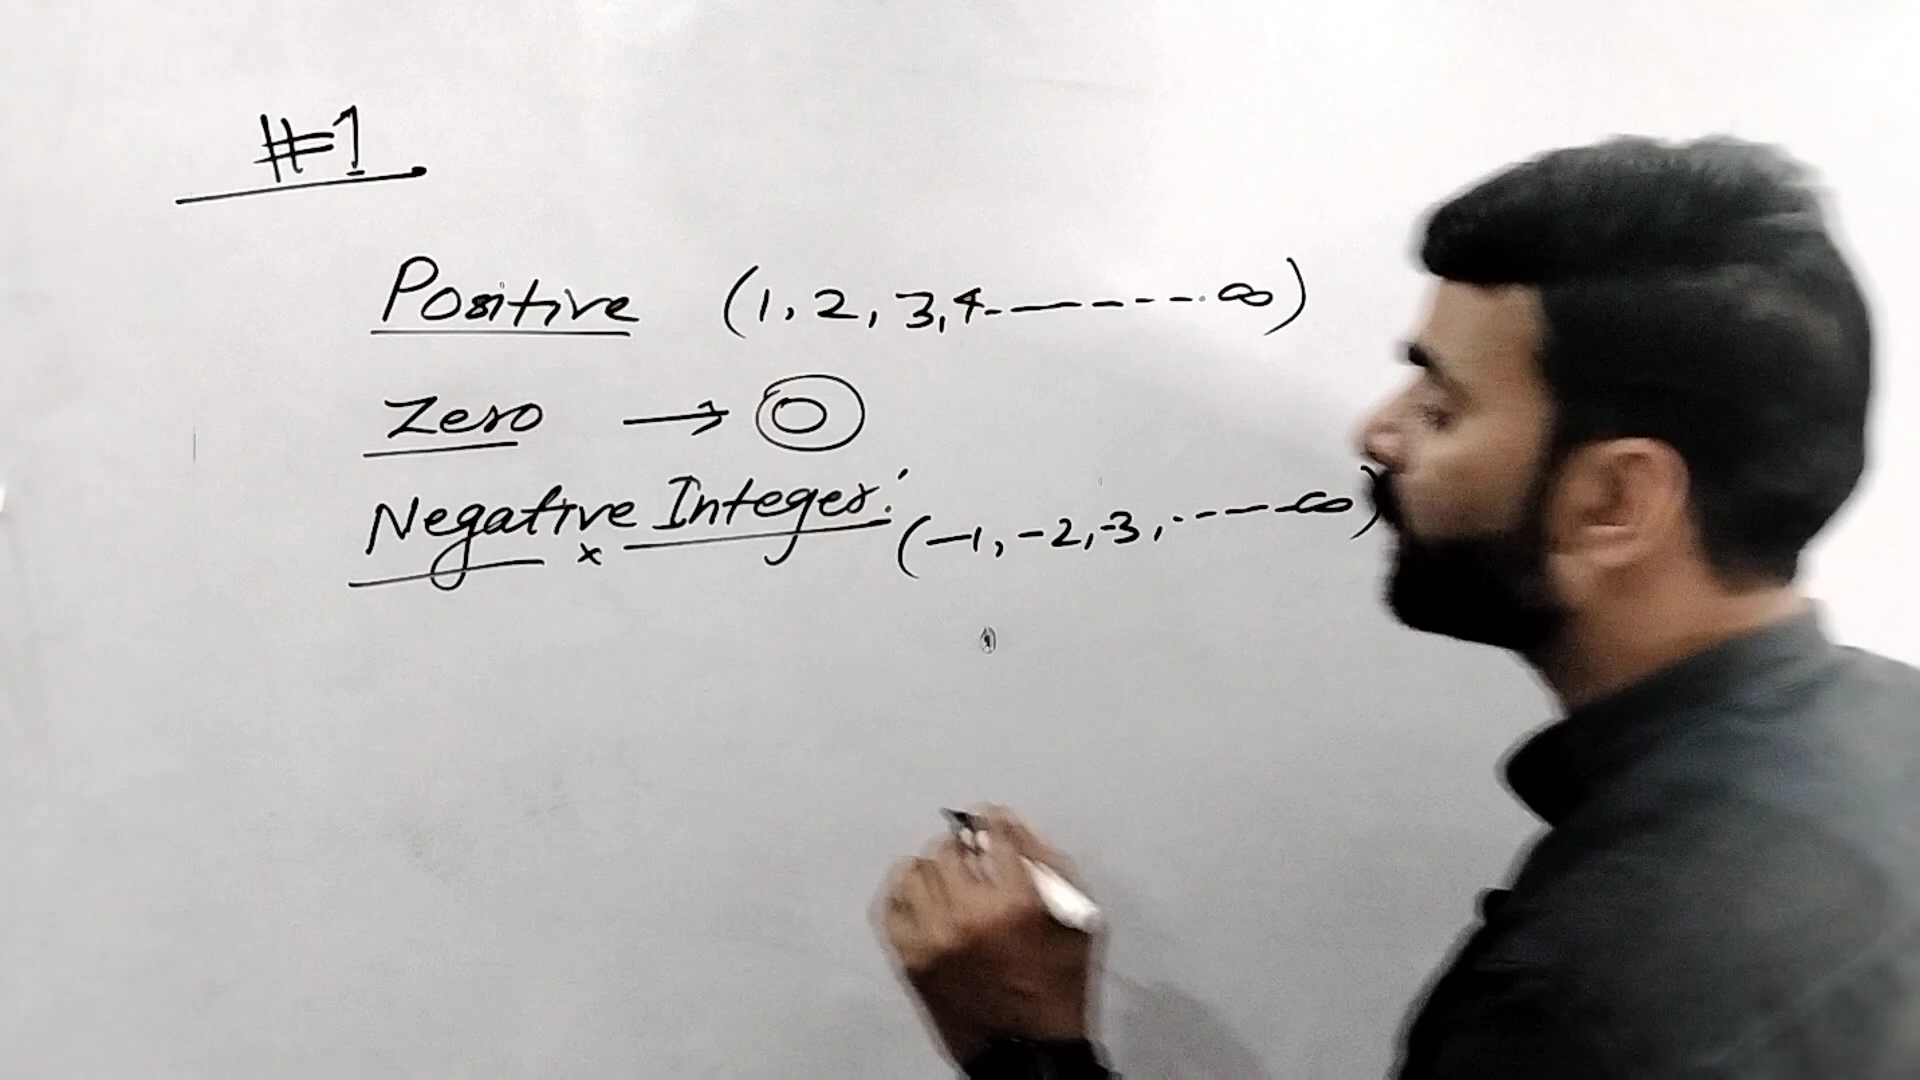 #1
Positive (1, 2, 3, 4 - - - - - - ∞)
Zero → 0
Negative Integer: (-1, -2, -3, - - - - - ∞)